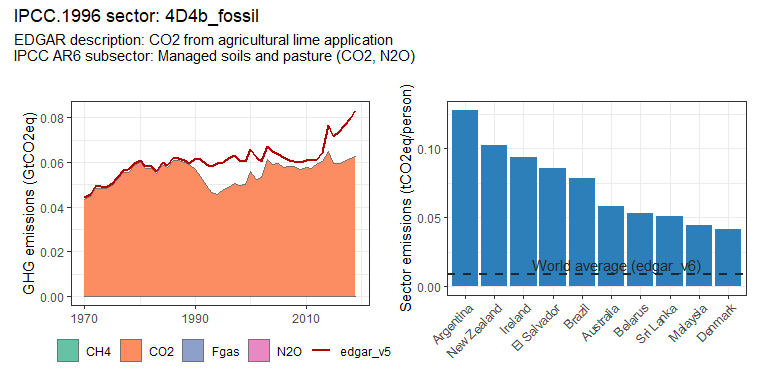 IPCC.1996 sector: 4D4b_fossil
EDGAR description: CO2 from agricultural lime application
IPCC AR6 subsector: Managed soils and pasture (CO2, N2O)
GHG emissions (GtCO2eq)
0.08
0.06
0.04
0.02
0.00
1970
1990
2010
CH4
CO2
Fgas
N2O
edgar_v5
Sector emissions (tCO2eq/person)
0.10
0.05
0.00
World average (edgar_v6)
Argentina
New Zealand
Ireland
El Salvador
Brazil
Australia
Belarus
Sri Lanka
Malaysia
Denmark